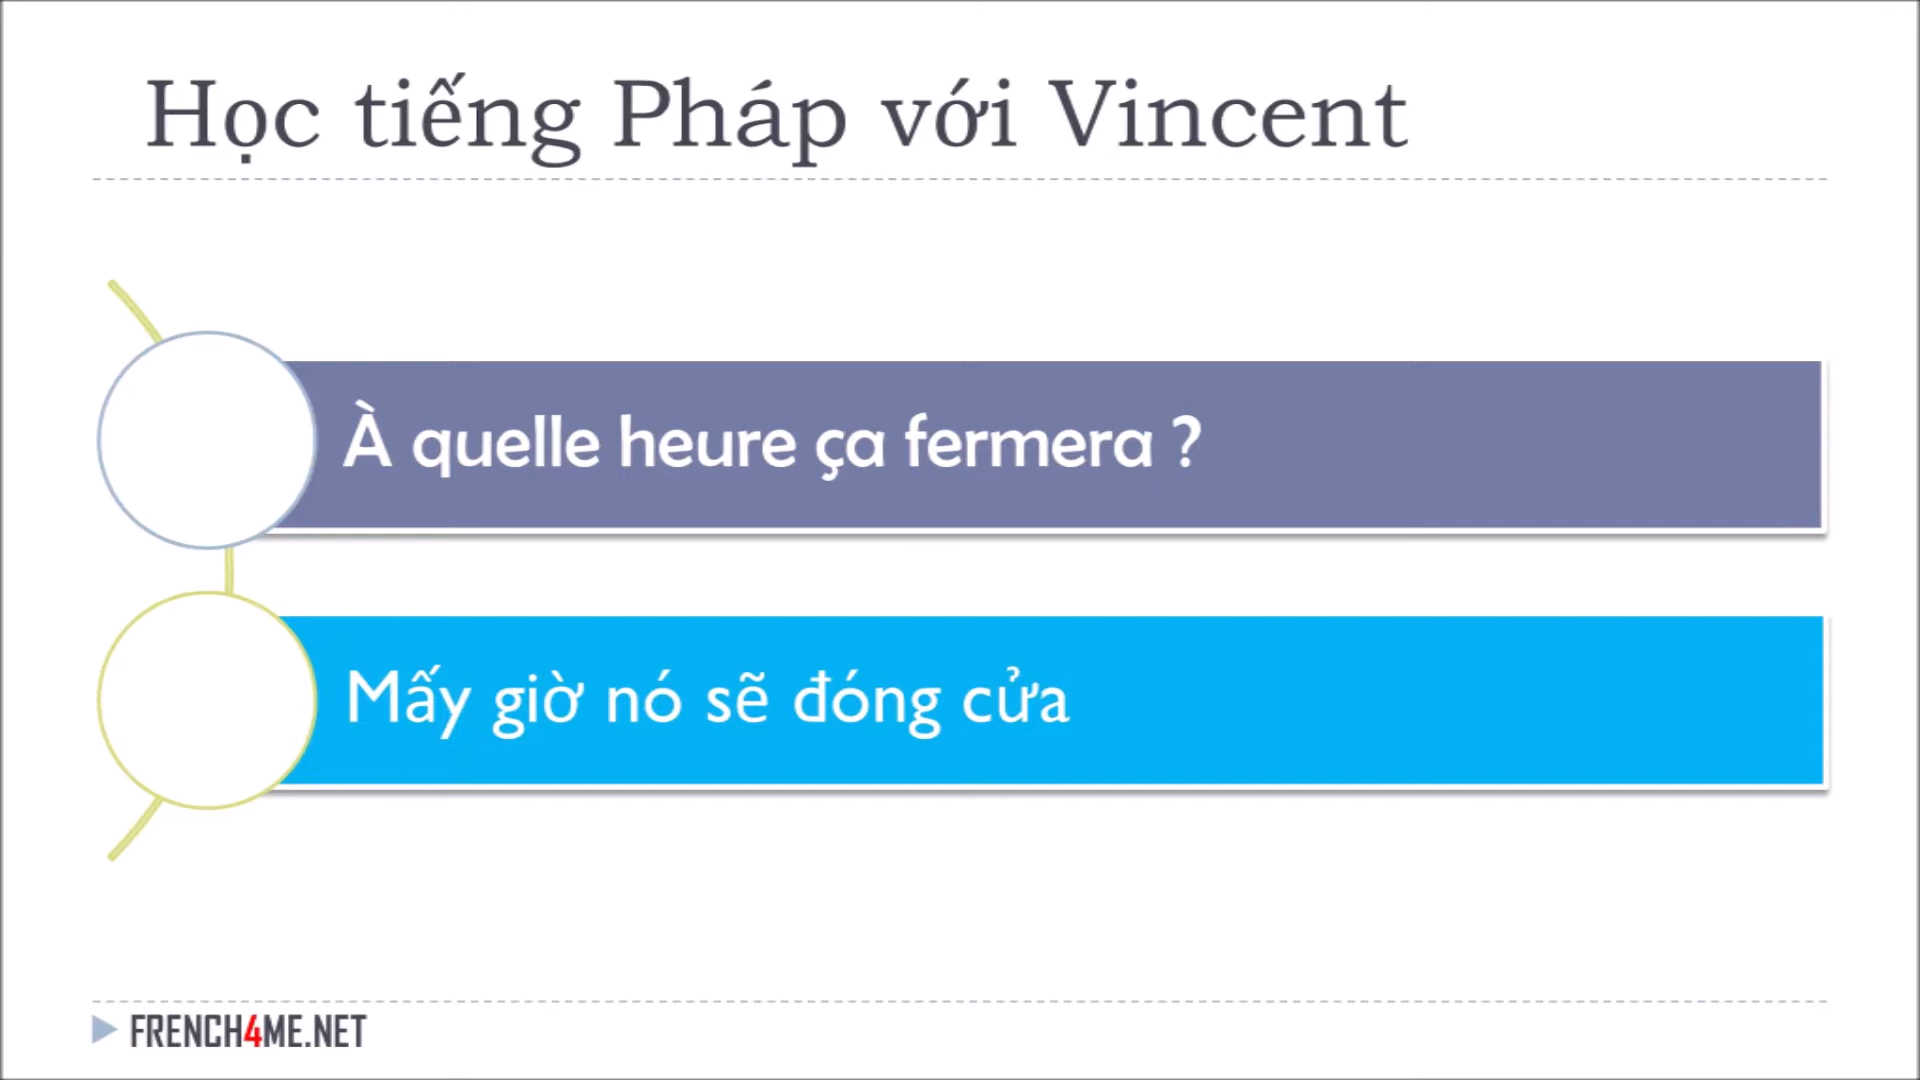 Học tiếng Pháp với Vincent
À quelle heure ça fermera ?
Mấy giờ nó sẽ đóng cửa
FRENCH4ME.NET